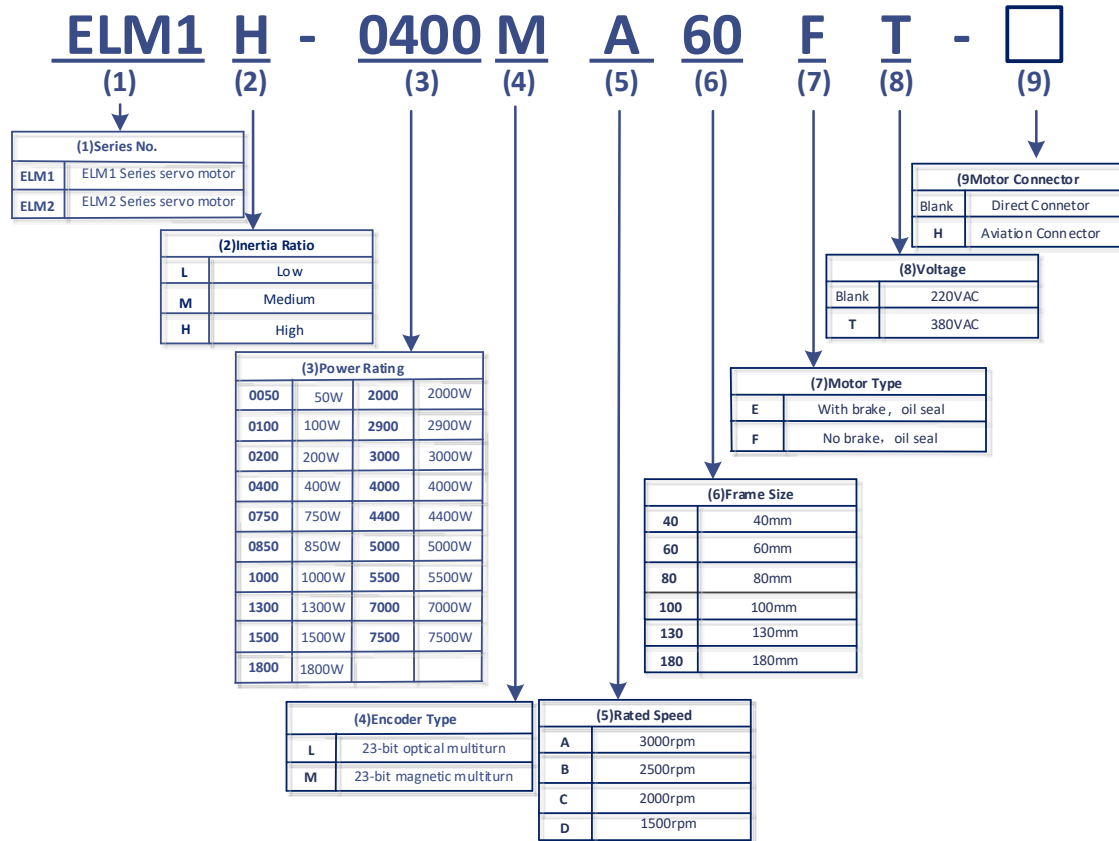 ELM1 H - 0400 M A 60 F T - □
(1) (2) (3) (4) (5) (6) (7) (8) (9)
(1)Series No.
ELM1 ELM1 Series servo motor
ELM2 ELM2 Series servo motor
(9Motor Connector
Blank Direct Connetor
H Aviation Connector
(2)Inertia Ratio
L Low
M Medium
H High
(8)Voltage
Blank 220VAC
T 380VAC
(3)Power Rating
0050 50W 2000 2000W
0100 100W 2900 2900W
0200 200W 3000 3000W
0400 400W 4000 4000W
0750 750W 4400 4400W
0850 850W 5000 5000W
1000 1000W 5500 5500W
1300 1300W 7000 7000W
1500 1500W 7500 7500W
1800 1800W
(7)Motor Type
E With brake，oil seal
F No brake，oil seal
(6)Frame Size
40 40mm
60 60mm
80 80mm
100 100mm
130 130mm
180 180mm
(4)Encoder Type
L 23-bit optical multiturn
M 23-bit magnetic multiturn
(5)Rated Speed
A 3000rpm
B 2500rpm
C 2000rpm
D 1500rpm